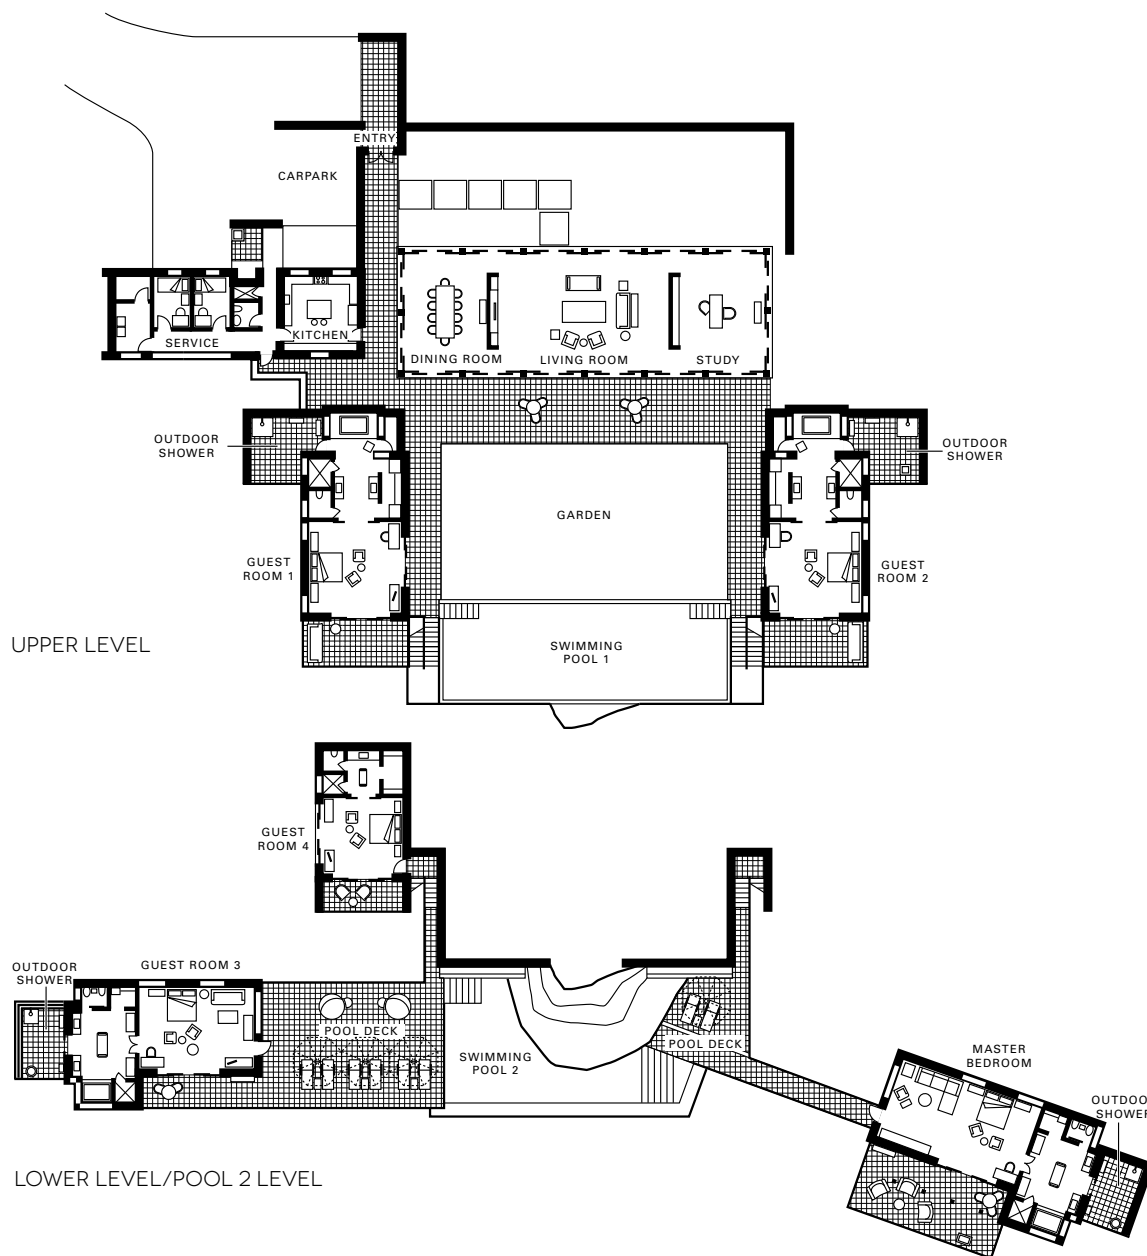 ENTRY
CARPARK
SERVICE
KITCHEN
DINING ROOM
LIVING ROOM
STUDY
OUTDOOR
SHOWER
OUTDOOR
SHOWER
GARDEN
GUEST
ROOM 1
GUEST
ROOM 2
UPPER LEVEL
SWIMMING
POOL 1
GUEST
ROOM 4
OUTDOOR
SHOWER
GUEST ROOM 3
POOL DECK
SWIMMING
POOL 2
POOL DECK
MASTER
BEDROOM
OUTDOO
SHOWER
LOWER LEVEL/POOL 2 LEVEL